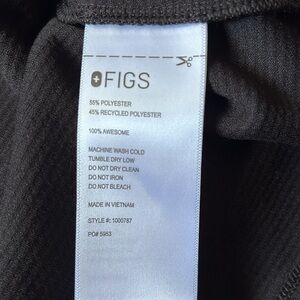 FIGS
55% POLYESTER
45% RECYCLED POLYESTER
100% AWESOME
MACHINE WASH COLD
TUMBLE DRY LOW
DO NOT DRY CLEAN
DO NOT IRON
DO NOT BLEACH
MADE IN VIETNAM
STYLE #: 1000787
PO# 5953